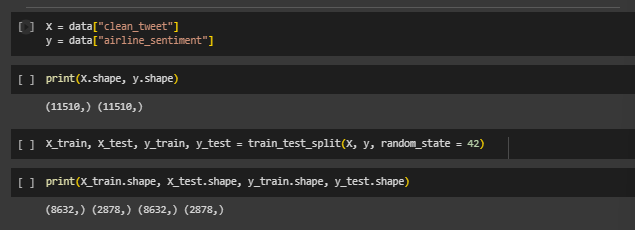 [ ] X = data["clean_tweet"]
y = data["airline_sentiment"]
[ ] print(X.shape, y.shape)
(11510,) (11510,)
[ ] X_train, X_test, y_train, y_test = train_test_split(X, y, random_state = 42)
[ ] print(X_train.shape, X_test.shape, y_train.shape, y_test.shape)
(8632,) (2878,) (8632,) (2878,)